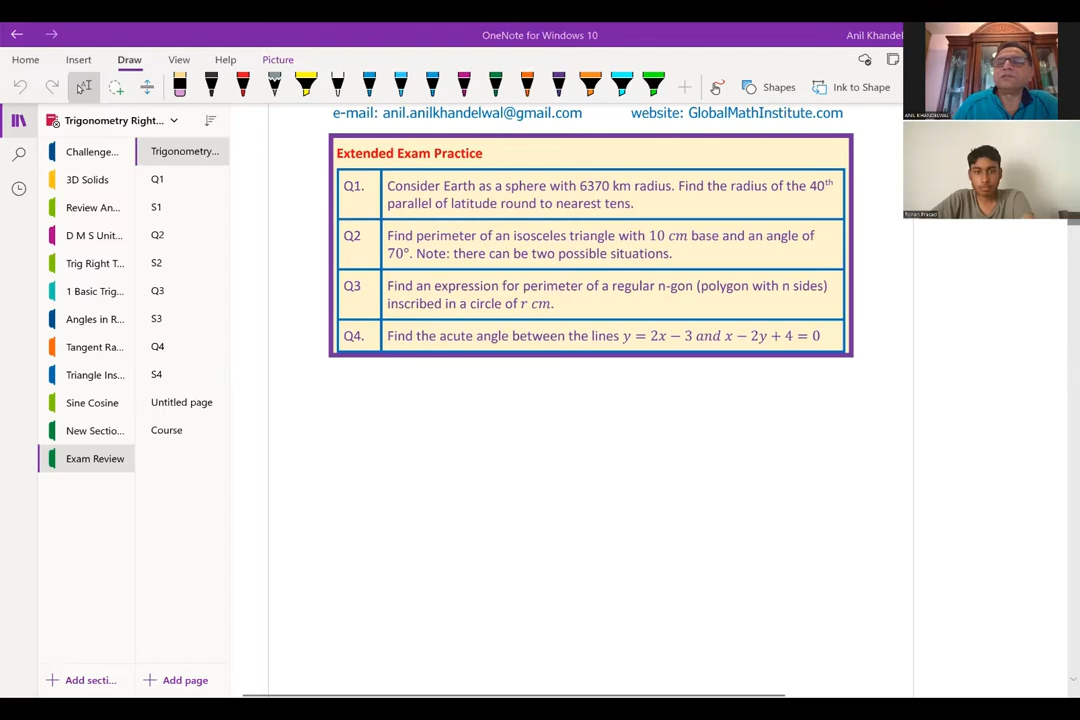 OneNote for Windows 10
Anil Khandel
Home Insert Draw View Help Picture
Shapes Ink to Shape
ANIL KHANDELWAL
Rohan Prasad
Trigonometry Right...
Challenge...
3D Solids
Review An...
D M S Unit...
Trig Right T...
1 Basic Trig...
Angles in R...
Tangent Ra...
Triangle Ins...
Sine Cosine
New Sectio...
Exam Review
Trigonometry...
Q1
S1
Q2
S2
Q3
S3
Q4
S4
Untitled page
Course
Add secti...
Add page
e-mail: anil.anilkhandelwal@gmail.com website: GlobalMathInstitute.com
Extended Exam Practice
Q1. Consider Earth as a sphere with 6370 km radius. Find the radius of the 40th
parallel of latitude round to nearest tens.
Q2 Find perimeter of an isosceles triangle with 10 cm base and an angle of
70°. Note: there can be two possible situations.
Q3 Find an expression for perimeter of a regular n-gon (polygon with n sides)
inscribed in a circle of r cm.
Q4. Find the acute angle between the lines y = 2x − 3 and x − 2y + 4 = 0